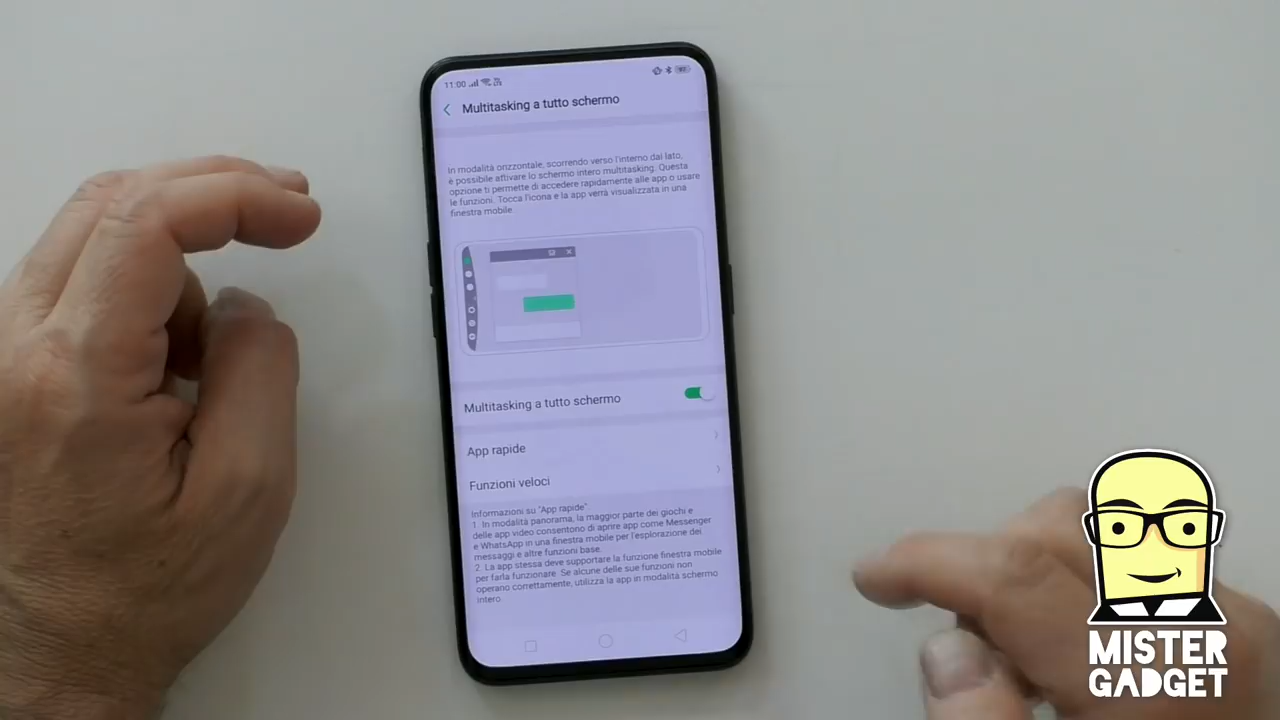 11:00
Multitasking a tutto schermo
In modalità orizzontale, scorrendo verso l'interno dal lato,
è possibile attivare lo schermo intero multitasking. Questa
opzione ti permette di accedere rapidamente alle app o usare
le funzioni. Tocca l'icona e la app verrà visualizzata in una
finestra mobile.
Multitasking a tutto schermo
App rapide
Funzioni veloci
Informazioni su "App rapide"
1. In modalità panorama, la maggior parte dei giochi e
delle app video consentono di aprire app come Messenger
e WhatsApp in una finestra mobile per l'esplorazione dei
messaggi e altre funzioni base.
2. La app stessa deve supportare la funzione finestra mobile
per farla funzionare. Se alcune delle sue funzioni non
operano correttamente, utilizza la app in modalità schermo
intero.
MISTER
GADGET